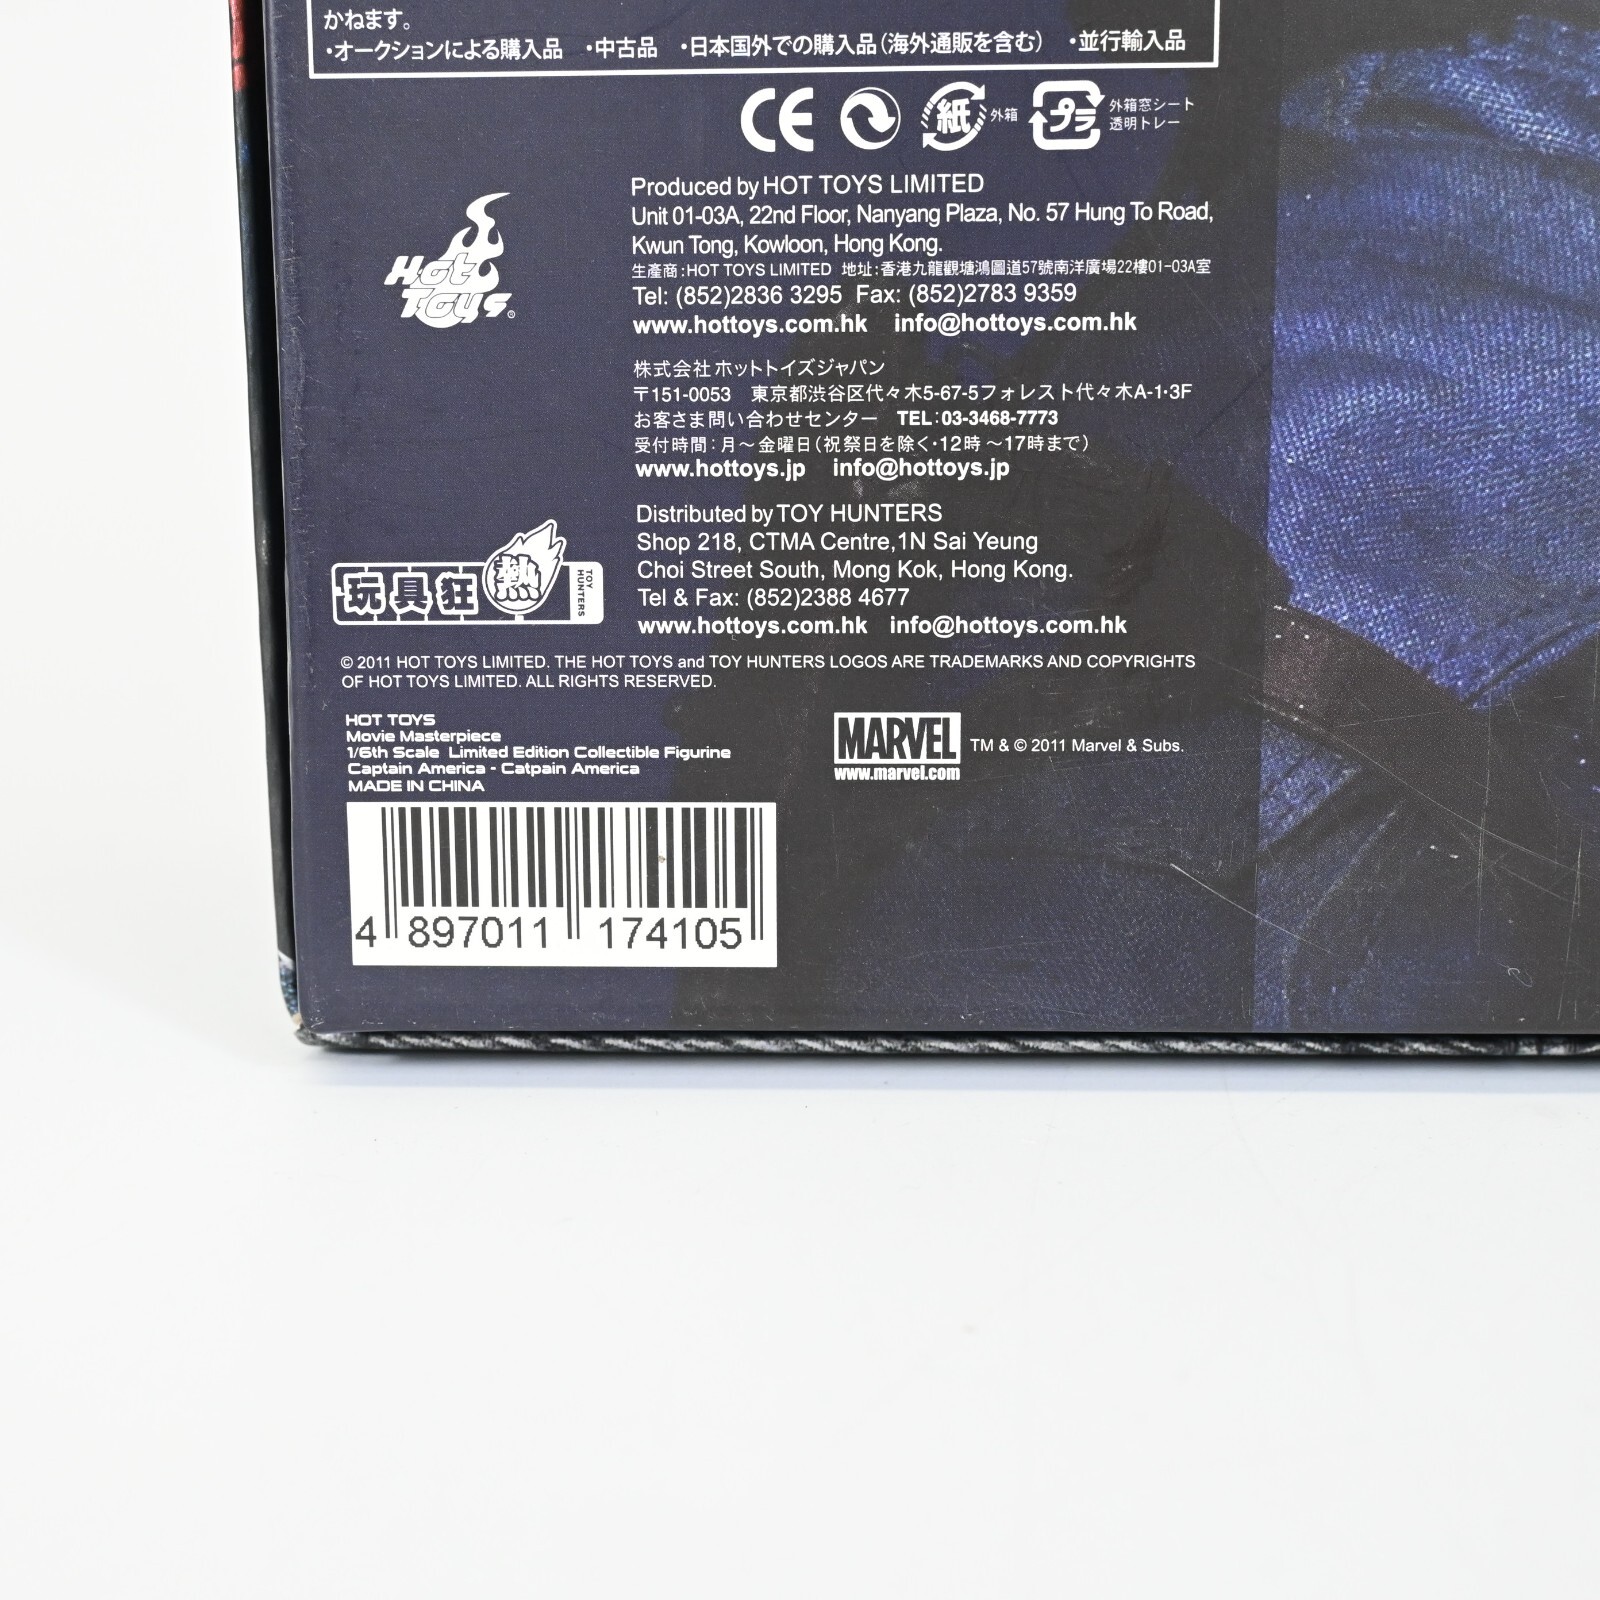 かねます。
・オークションによる購入品 ・中古品 ・日本国外での購入品(海外通販を含む) ・並行輸入品
CE 紙 外箱 プラ 外箱窓シート
透明トレー
Produced by HOT TOYS LIMITED
Unit 01-03A, 22nd Floor, Nanyang Plaza, No. 57 Hung To Road,
Kwun Tong, Kowloon, Hong Kong.
生產商:HOT TOYS LIMITED 地址:香港九龍觀塘鴻圖道57號南洋廣場22樓01-03A室
Tel: (852)2836 3295 Fax: (852)2783 9359
www.hottoys.com.hk info@hottoys.com.hk
Hot
Toys®
株式会社ホットトイズジャパン
〒151-0053 東京都渋谷区代々木5-67-5フォレスト代々木A-1・3F
お客さま問い合わせセンター TEL:03-3468-7773
受付時間:月〜金曜日(祝祭日を除く・12時〜17時まで)
www.hottoys.jp info@hottoys.jp
Distributed by TOY HUNTERS
Shop 218, CTMA Centre,1N Sai Yeung
Choi Street South, Mong Kok, Hong Kong.
Tel & Fax: (852)2388 4677
www.hottoys.com.hk info@hottoys.com.hk
玩具狂熱 TOY HUNTERS
© 2011 HOT TOYS LIMITED. THE HOT TOYS and TOY HUNTERS LOGOS ARE TRADEMARKS AND COPYRIGHTS
OF HOT TOYS LIMITED. ALL RIGHTS RESERVED.
HOT TOYS
Movie Masterpiece
1/6th Scale Limited Edition Collectible Figurine
Captain America - Catpain America
MADE IN CHINA
MARVEL TM & © 2011 Marvel & Subs.
www.marvel.com
4 897011 174105